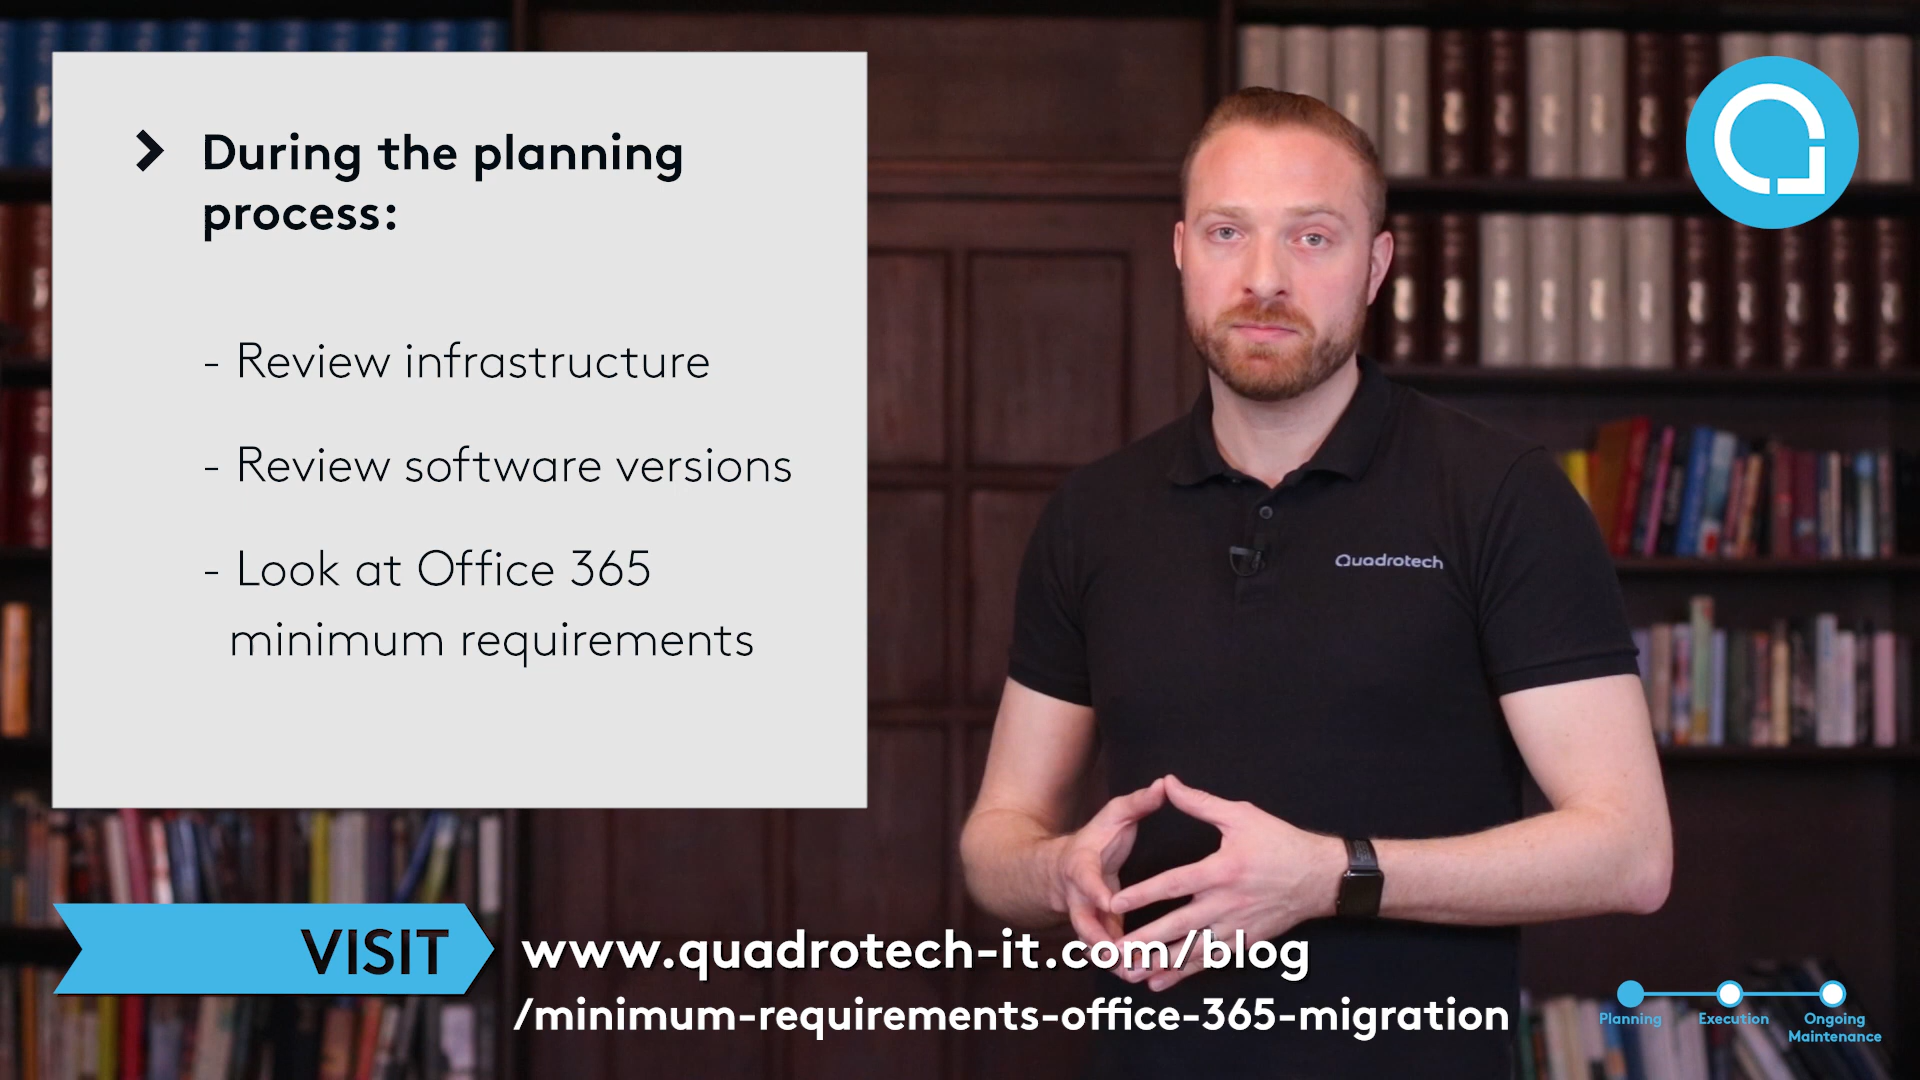 During the planning
process:
- Review infrastructure
- Review software versions
- Look at Office 365
minimum requirements
Quadrotech
VISIT www.quadrotech-it.com/blog
/minimum-requirements-office-365-migration
Planning Execution Ongoing
Maintenance